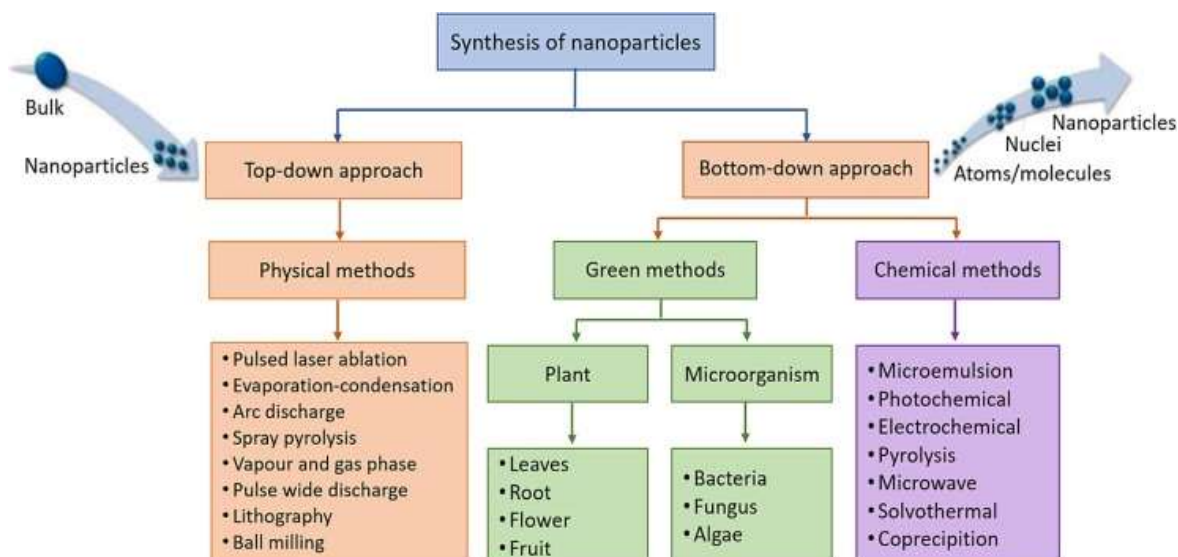 Synthesis of nanoparticles
Bulk
Nanoparticles
Nanoparticles
Nuclei
Atoms/molecules
Top-down approach
Bottom-down approach
Physical methods
Green methods
Chemical methods
• Pulsed laser ablation
• Evaporation-condensation
• Arc discharge
• Spray pyrolysis
• Vapour and gas phase
• Pulse wide discharge
• Lithography
• Ball milling
Plant
Microorganism
• Leaves
• Root
• Flower
• Fruit
• Bacteria
• Fungus
• Algae
• Microemulsion
• Photochemical
• Electrochemical
• Pyrolysis
• Microwave
• Solvothermal
• Coprecipition